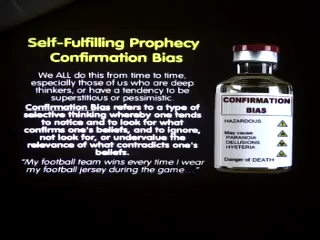 Self-Fulfilling Prophecy
Confirmation Bias
We ALL do this from time to time,
especially those of us who are deep
thinkers, or have a tendency to be
superstitious or pessimistic.
Confirmation Bias refers to a type of
selective thinking whereby one tends
to notice and to look for what
confirms one's beliefs, and to ignore,
not look for, or undervalue the
relevance of what contradicts one's
beliefs.
"My football team wins every time I wear
my football jersey during the game..."
CONFIRMATION
BIAS
HAZARDOUS
May cause
PARANOIA
DELUSIONS
HYSTERIA
Danger of DEATH